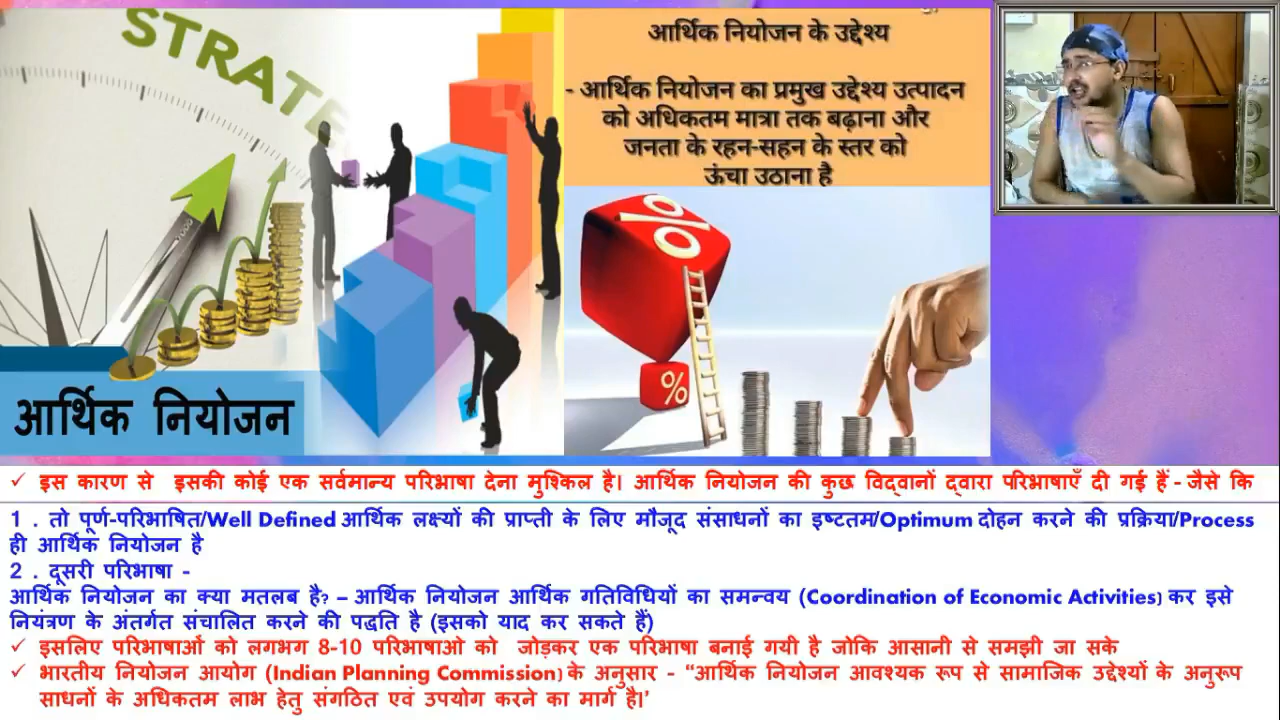 STRATE
आर्थिक नियोजन
आर्थिक नियोजन के उद्देश्य
- आर्थिक नियोजन का प्रमुख उद्देश्य उत्पादन
को अधिकतम मात्रा तक बढ़ाना और
जनता के रहन-सहन के स्तर को
ऊंचा उठाना है
%
%
✓ इस कारण से इसकी कोई एक सर्वमान्य परिभाषा देना मुश्किल है। आर्थिक नियोजन की कुछ विद्वानों द्वारा परिभाषाएँ दी गई हैं - जैसे कि
1 . तो पूर्ण-परिभाषित/Well Defined आर्थिक लक्ष्यों की प्राप्ती के लिए मौजूद संसाधनों का इष्टतम/Optimum दोहन करने की प्रक्रिया/Process
ही आर्थिक नियोजन है
2 . दूसरी परिभाषा -
आर्थिक नियोजन का क्या मतलब है? – आर्थिक नियोजन आर्थिक गतिविधियों का समन्वय (Coordination of Economic Activities) कर इसे
नियंत्रण के अंतर्गत संचालित करने की पद्धति है (इसको याद कर सकते हैं)
✓ इसलिए परिभाषाओं को लगभग 8-10 परिभाषाओ को जोड़कर एक परिभाषा बनाई गयी है जोकि आसानी से समझी जा सके
✓ भारतीय नियोजन आयोग (Indian Planning Commission) के अनुसार - “आर्थिक नियोजन आवश्यक रूप से सामाजिक उद्देश्यों के अनुरूप
साधनों के अधिकतम लाभ हेतु संगठित एवं उपयोग करने का मार्ग है।’